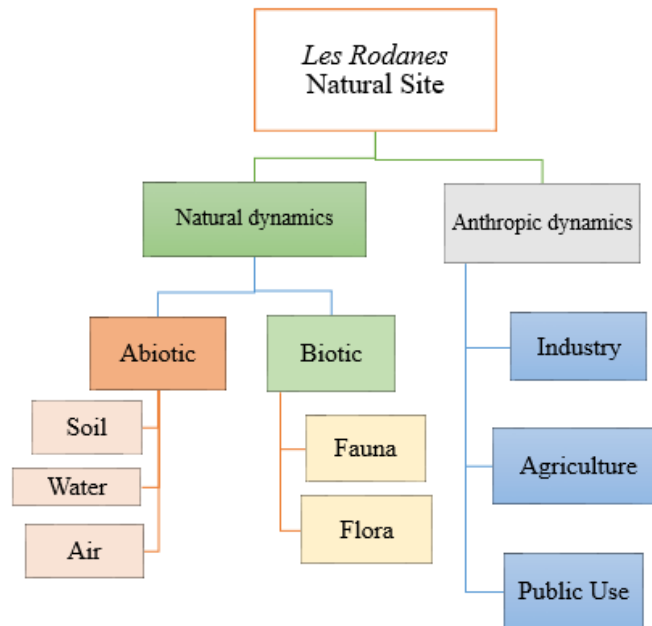 Les Rodanes
Natural Site
Natural dynamics
Anthropic dynamics
Abiotic
Biotic
Industry
Soil
Fauna
Water
Agriculture
Air
Flora
Public Use